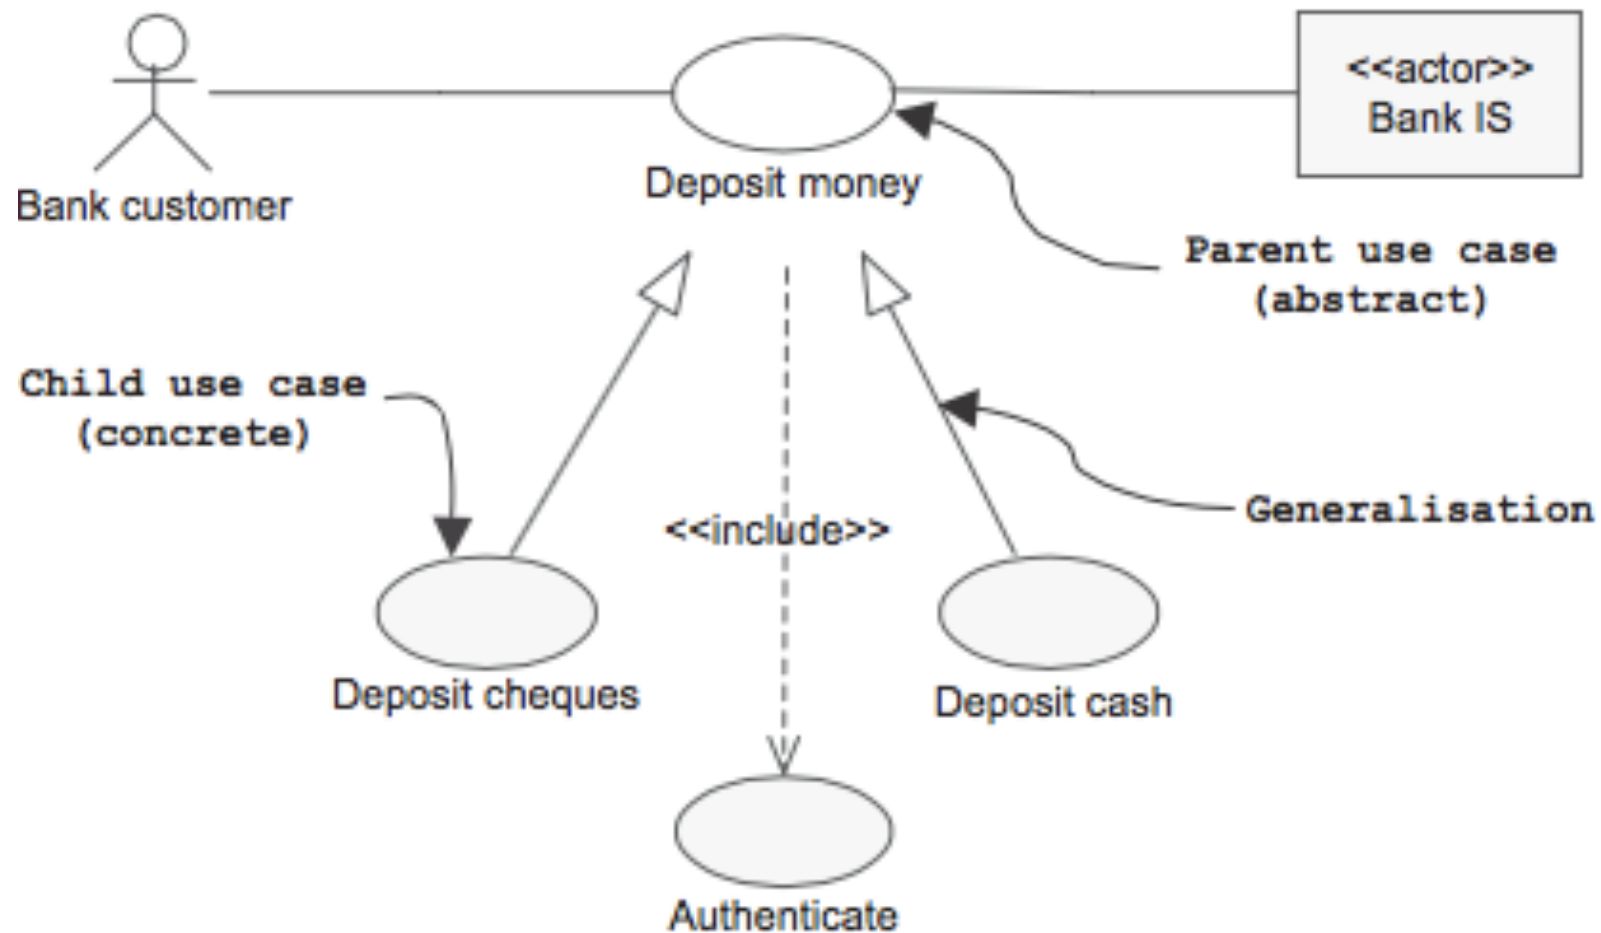 <<actor>>
Bank IS
Deposit money
Bank customer
Parent use case
(abstract)
Child use case
(concrete)
Generalisation
<<include>>
Deposit cheques
Deposit cash
Authenticate